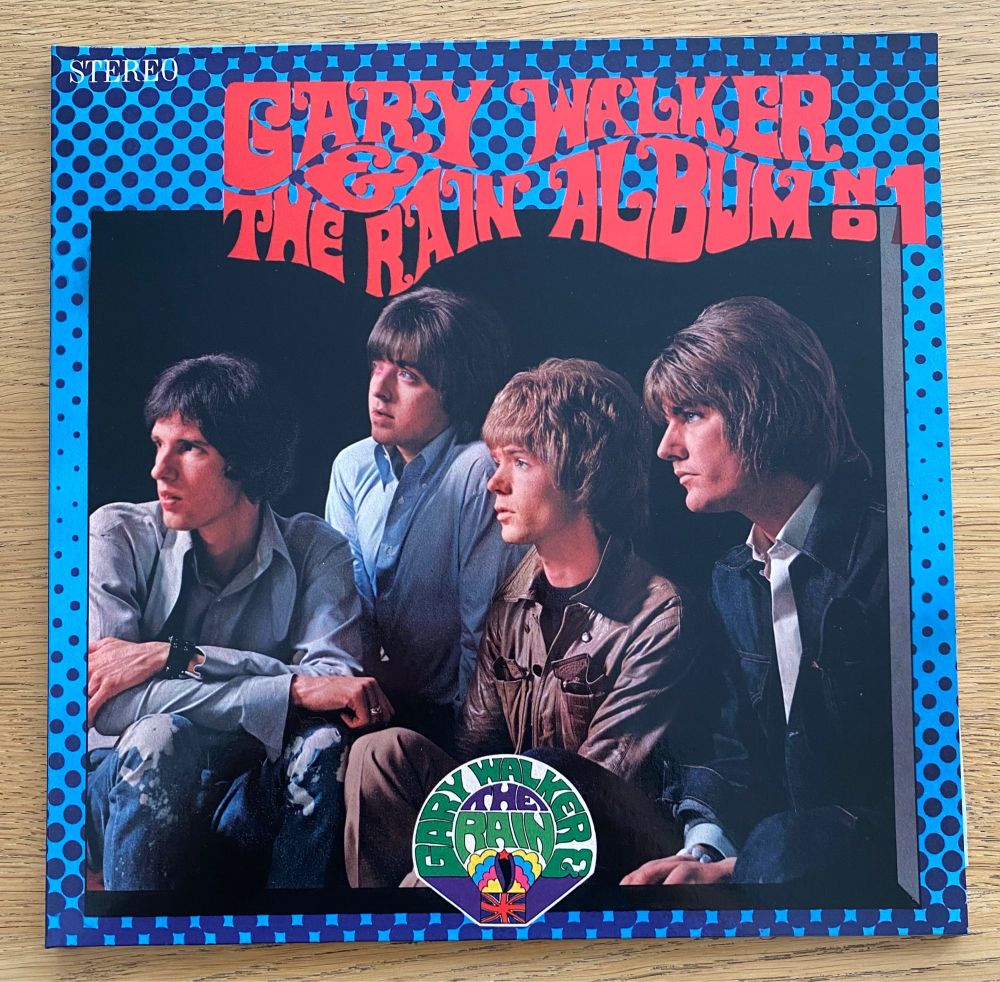 STEREO
GARY WALKER
&
THE RAIN ALBUM NO 1
GARY WALKER &
THE
RAIN